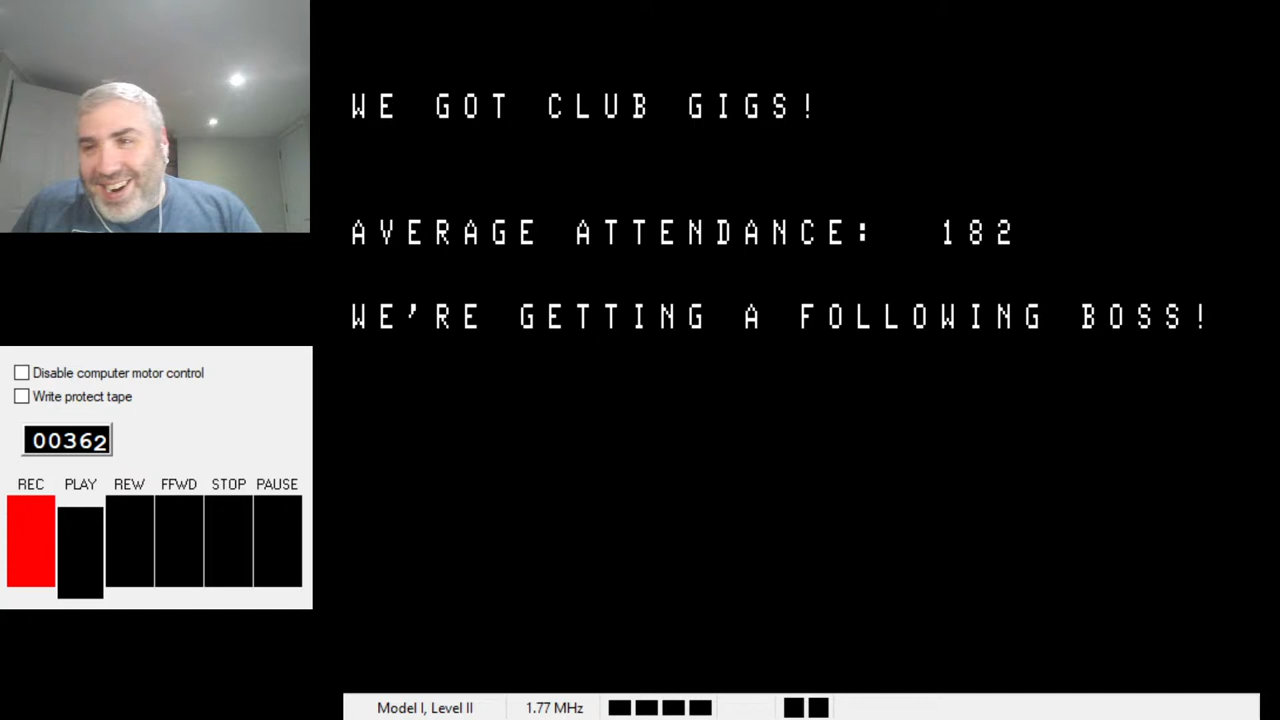 WE GOT CLUB GIGS!
AVERAGE ATTENDANCE: 182
WE'RE GETTING A FOLLOWING BOSS!
Disable computer motor control
Write protect tape
00362
REC PLAY REW FFWD STOP PAUSE
Model I, Level II 1.77 MHz